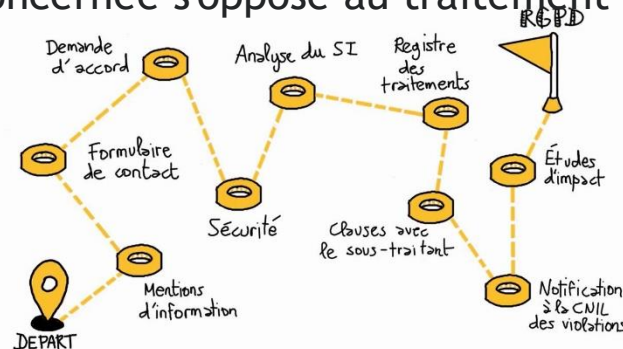 oncernée s'oppose au traitement
RGPD
Demande
d'accord
Analyse du SI
Registre
des
traitements
Formulaire
de contact
Études
d'impact
Sécurité
Clauses avec
le sous-traitant
Mentions
d'information
Notification
à la CNIL
des violations
DEPART